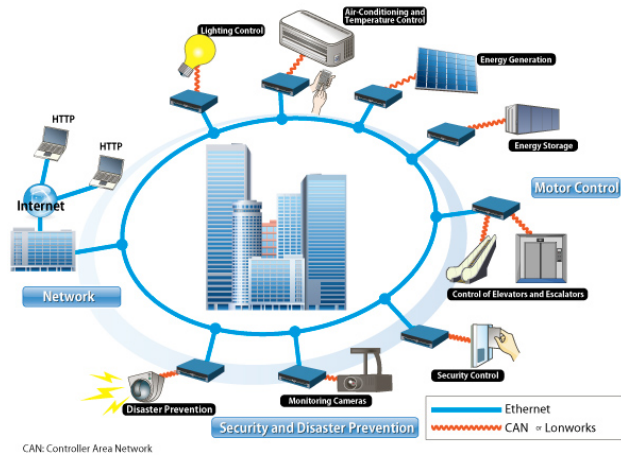 Lighting Control
Air-Conditioning and
Temperature Control
Energy Generation
HTTP
HTTP
Energy Storage
Internet
Motor Control
Network
Control of Elevators and Escalators
Security Control
Disaster Prevention
Monitoring Cameras
Security and Disaster Prevention
Ethernet
CAN or Lonworks
CAN: Controller Area Network